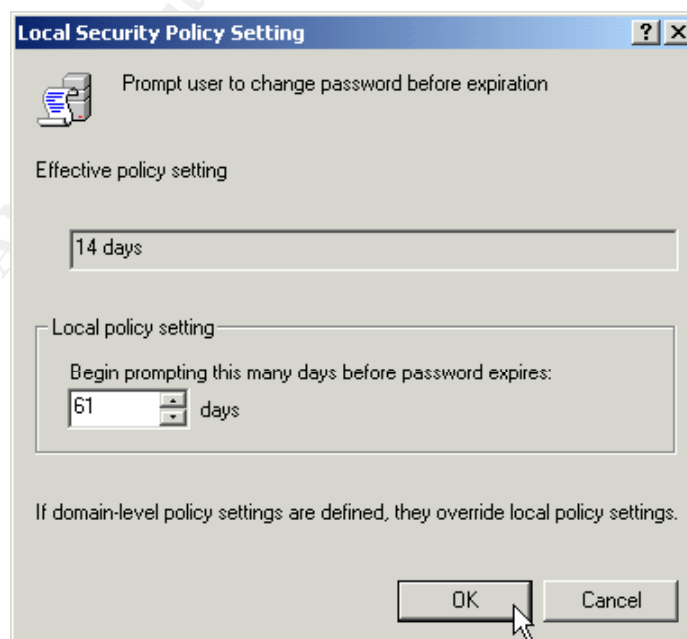 Local Security Policy Setting
Prompt user to change password before expiration
Effective policy setting
14 days
Local policy setting
Begin prompting this many days before password expires:
61 days
If domain-level policy settings are defined, they override local policy settings.
OK Cancel